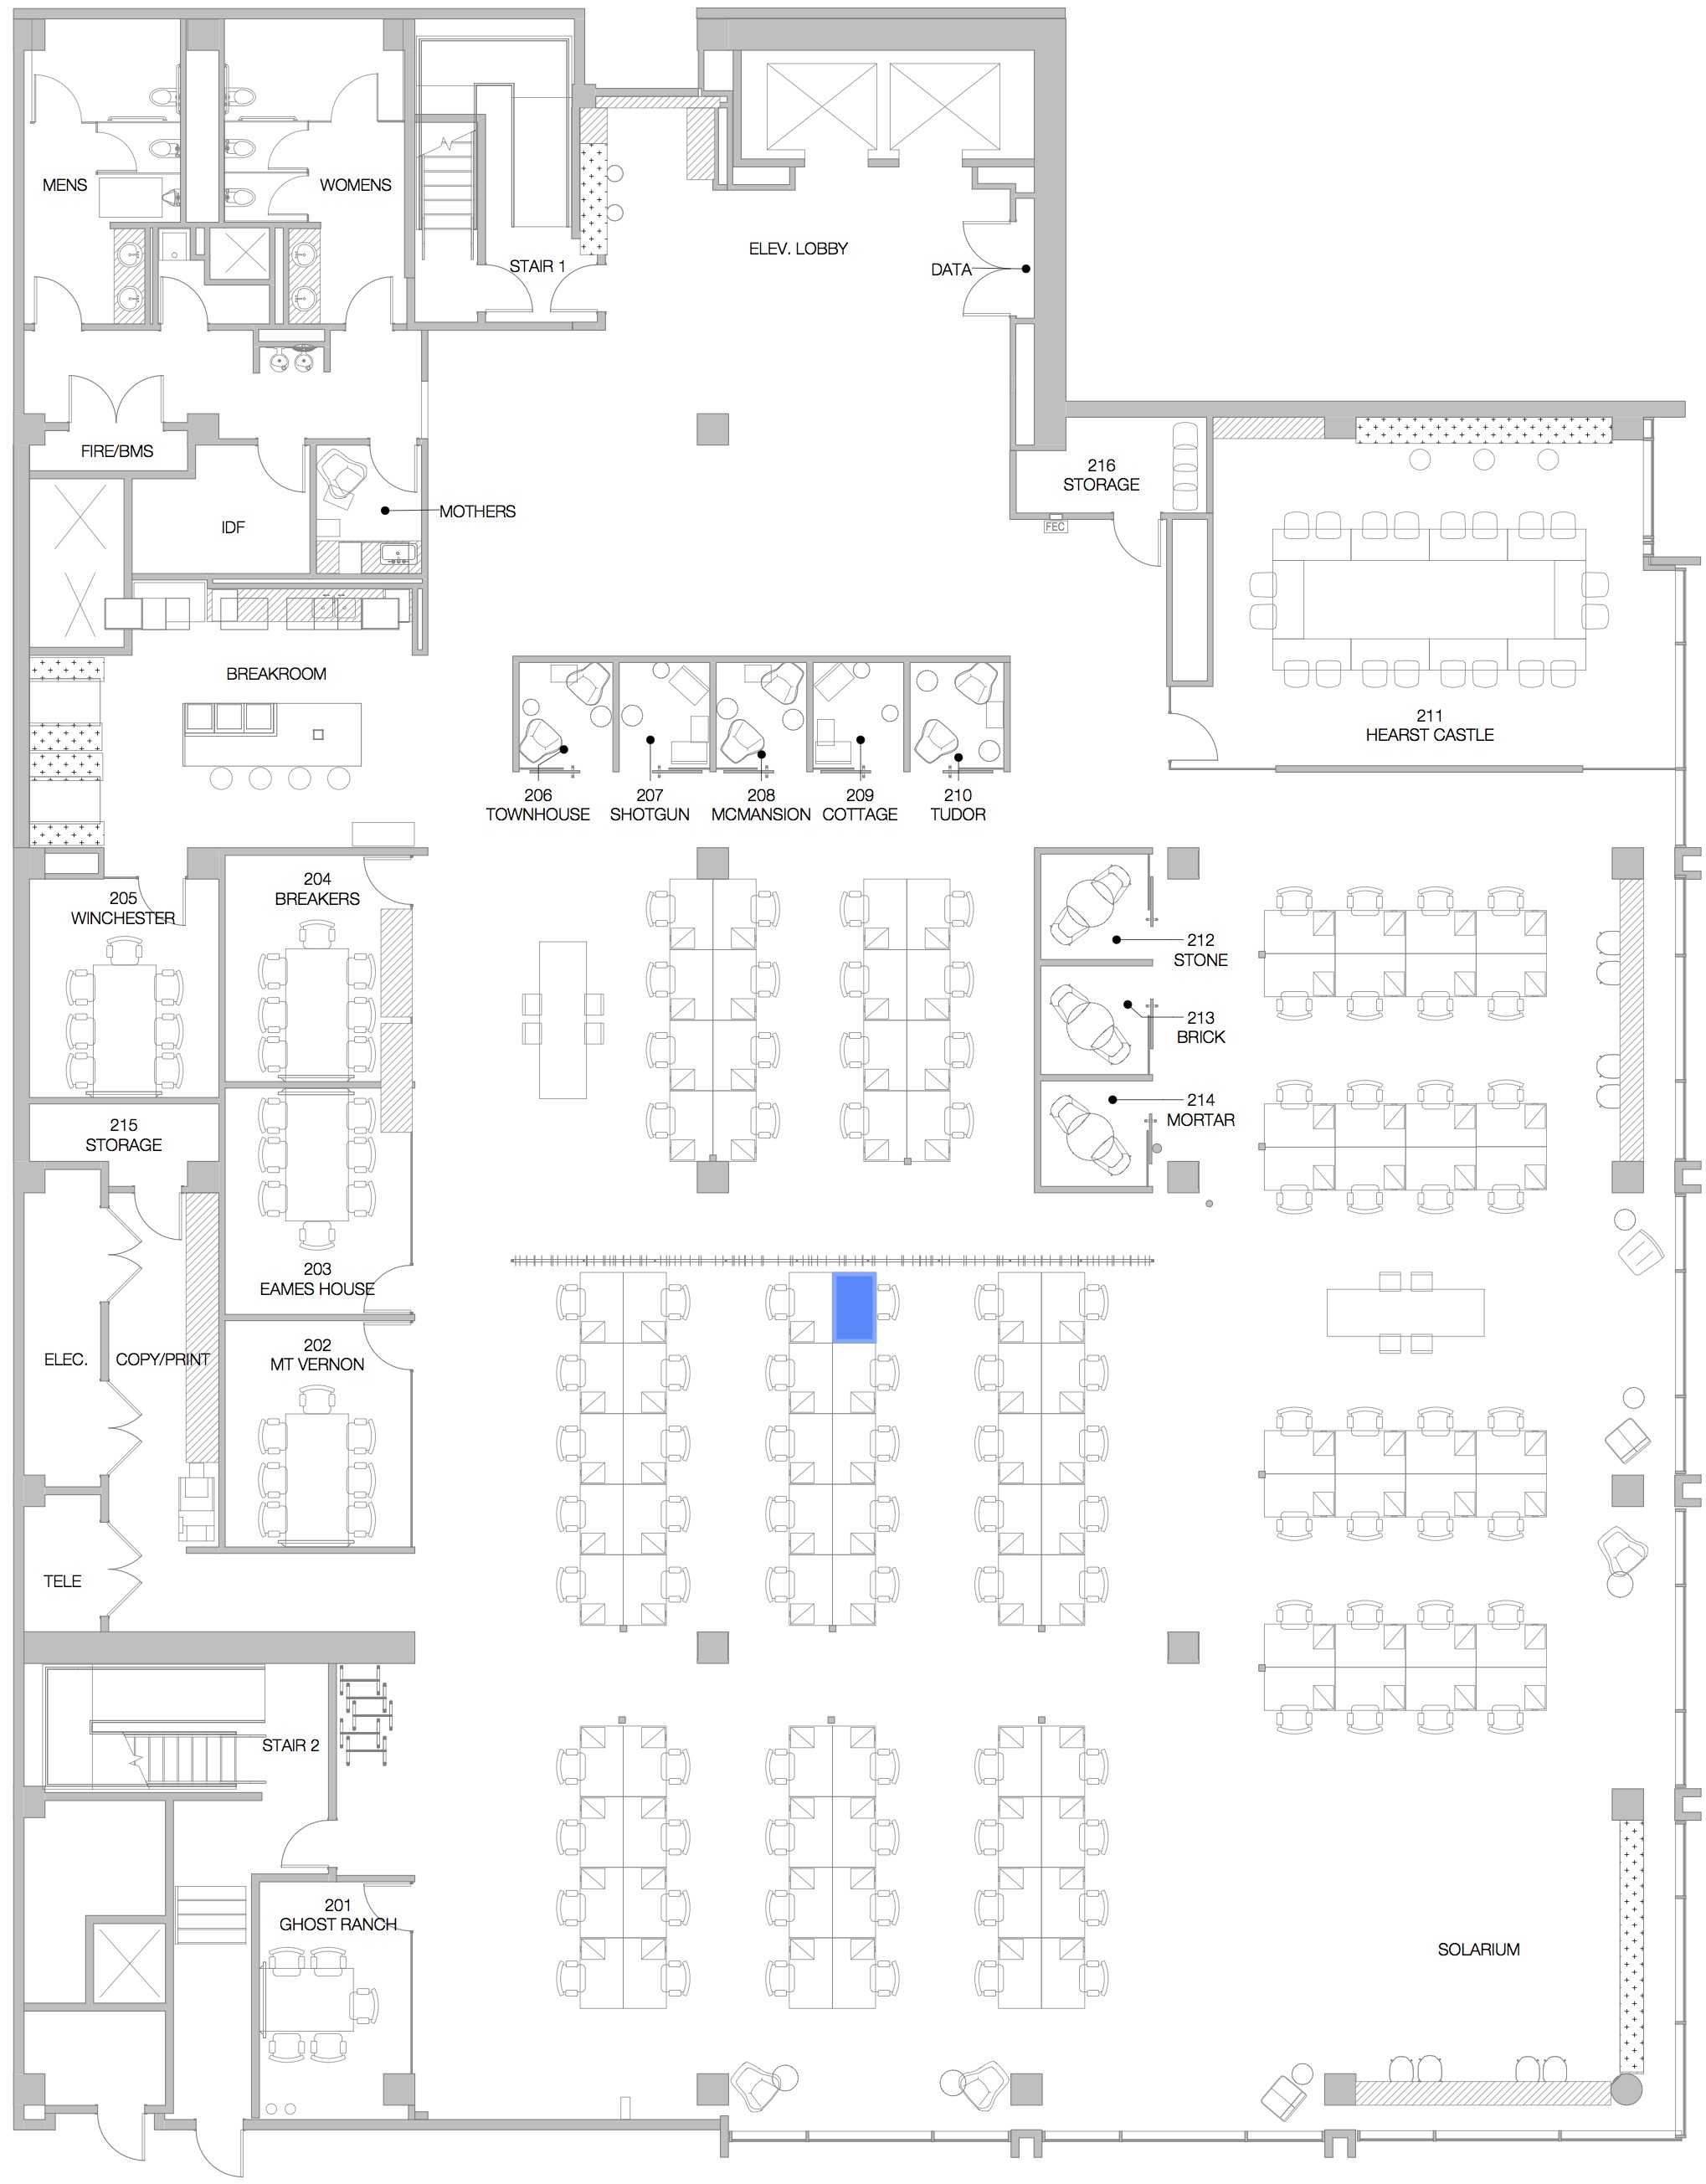 MENS
WOMENS
STAIR 1
ELEV. LOBBY
DATA
FIRE/BMS
IDF
MOTHERS
216
STORAGE
FEC
BREAKROOM
211
HEARST CASTLE
206
TOWNHOUSE
207
SHOTGUN
208
MCMANSION
209
COTTAGE
210
TUDOR
205
WINCHESTER
204
BREAKERS
212
STONE
213
BRICK
214
MORTAR
215
STORAGE
203
EAMES HOUSE
202
MT VERNON
ELEC.
COPY/PRINT
TELE
STAIR 2
201
GHOST RANCH
SOLARIUM